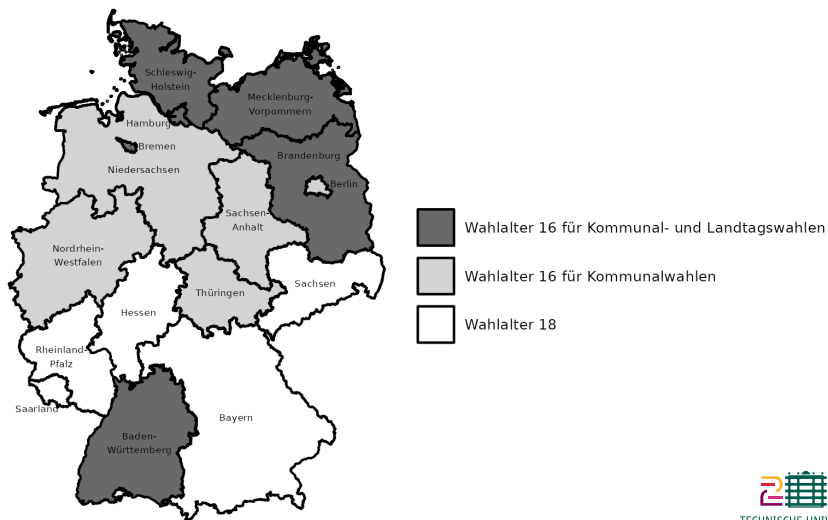 Schleswig-
Holstein
Mecklenburg-
Vorpommern
Hamburg
Bremen
Brandenburg
Niedersachsen
Berlin
Sachsen-
Anhalt
Wahlalter 16 für Kommunal- und Landtagswahlen
Nordrhein-
Westfalen
Wahlalter 16 für Kommunalwahlen
Sachsen
Thüringen
Hessen
Wahlalter 18
Rheinland-
Pfalz
Saarland
Bayern
Baden-
Württemberg